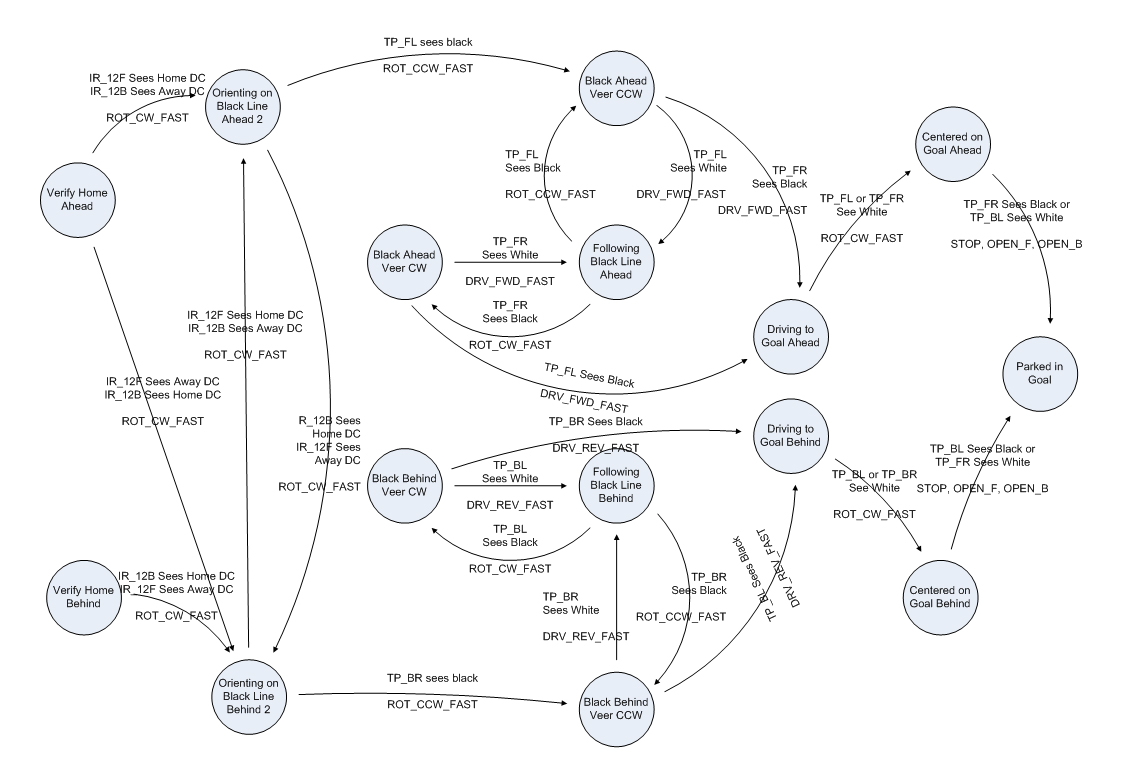 TP_FL sees black
ROT_CCW_FAST
IR_12F Sees Home DC
IR_12B Sees Away DC
ROT_CW_FAST
Orienting on
Black Line
Ahead 2
Black Ahead
Veer CCW
Verify Home
Ahead
TP_FL
Sees Black
ROT_CCW_FAST
TP_FL
Sees White
DRV_FWD_FAST
TP_FR
Sees Black
DRV_FWD_FAST
Centered on
Goal Ahead
TP_FL or TP_FR
See White
ROT_CW_FAST
TP_FR Sees Black or
TP_BL Sees White
STOP, OPEN_F, OPEN_B
Black Ahead
Veer CW
TP_FR
Sees White
DRV_FWD_FAST
Following
Black Line
Ahead
TP_FR
Sees Black
ROT_CW_FAST
IR_12F Sees Home DC
IR_12B Sees Away DC
ROT_CW_FAST
Driving to
Goal Ahead
Parked in
Goal
IR_12F Sees Away DC
IR_12B Sees Home DC
ROT_CW_FAST
TP_FL Sees Black
DRV_FWD_FAST
R_12B Sees
Home DC
IR_12F Sees
Away DC
ROT_CW_FAST
TP_BR Sees Black
DRV_REV_FAST
Driving to
Goal Behind
Black Behind
Veer CW
TP_BL
Sees White
DRV_REV_FAST
Following
Black Line
Behind
TP_BL or TP_BR
See White
ROT_CW_FAST
TP_BL Sees Black or
TP_FR Sees White
STOP, OPEN_F, OPEN_B
TP_BL
Sees Black
ROT_CW_FAST
TP_BL Sees Black
DRV_REV_FAST
Verify Home
Behind
IR_12B Sees Home DC
IR_12F Sees Away DC
ROT_CW_FAST
TP_BR
Sees White
DRV_REV_FAST
TP_BR
Sees Black
ROT_CCW_FAST
Centered on
Goal Behind
Orienting on
Black Line
Behind 2
TP_BR sees black
ROT_CCW_FAST
Black Behind
Veer CCW